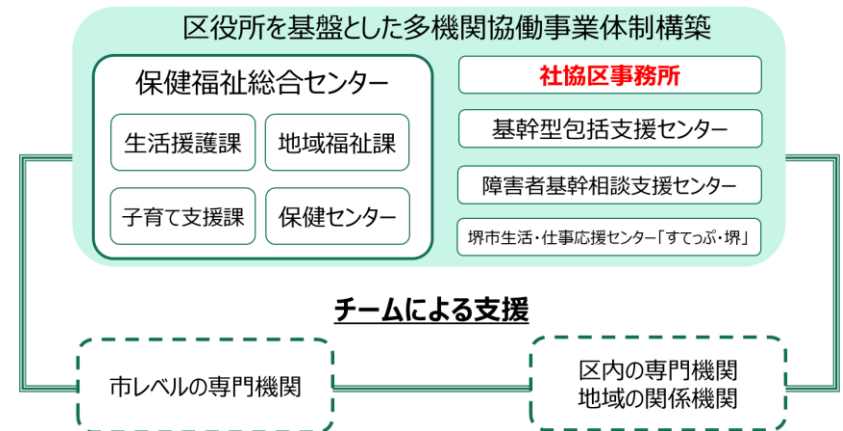 区役所を基盤とした多機関協働事業体制構築
保健福祉総合センター
生活援護課
地域福祉課
子育て支援課
保健センター
社協区事務所
基幹型包括支援センター
障害者基幹相談支援センター
堺市生活・仕事応援センター「すてっぷ・堺」
チームによる支援
市レベルの専門機関
区内の専門機関
地域の関係機関